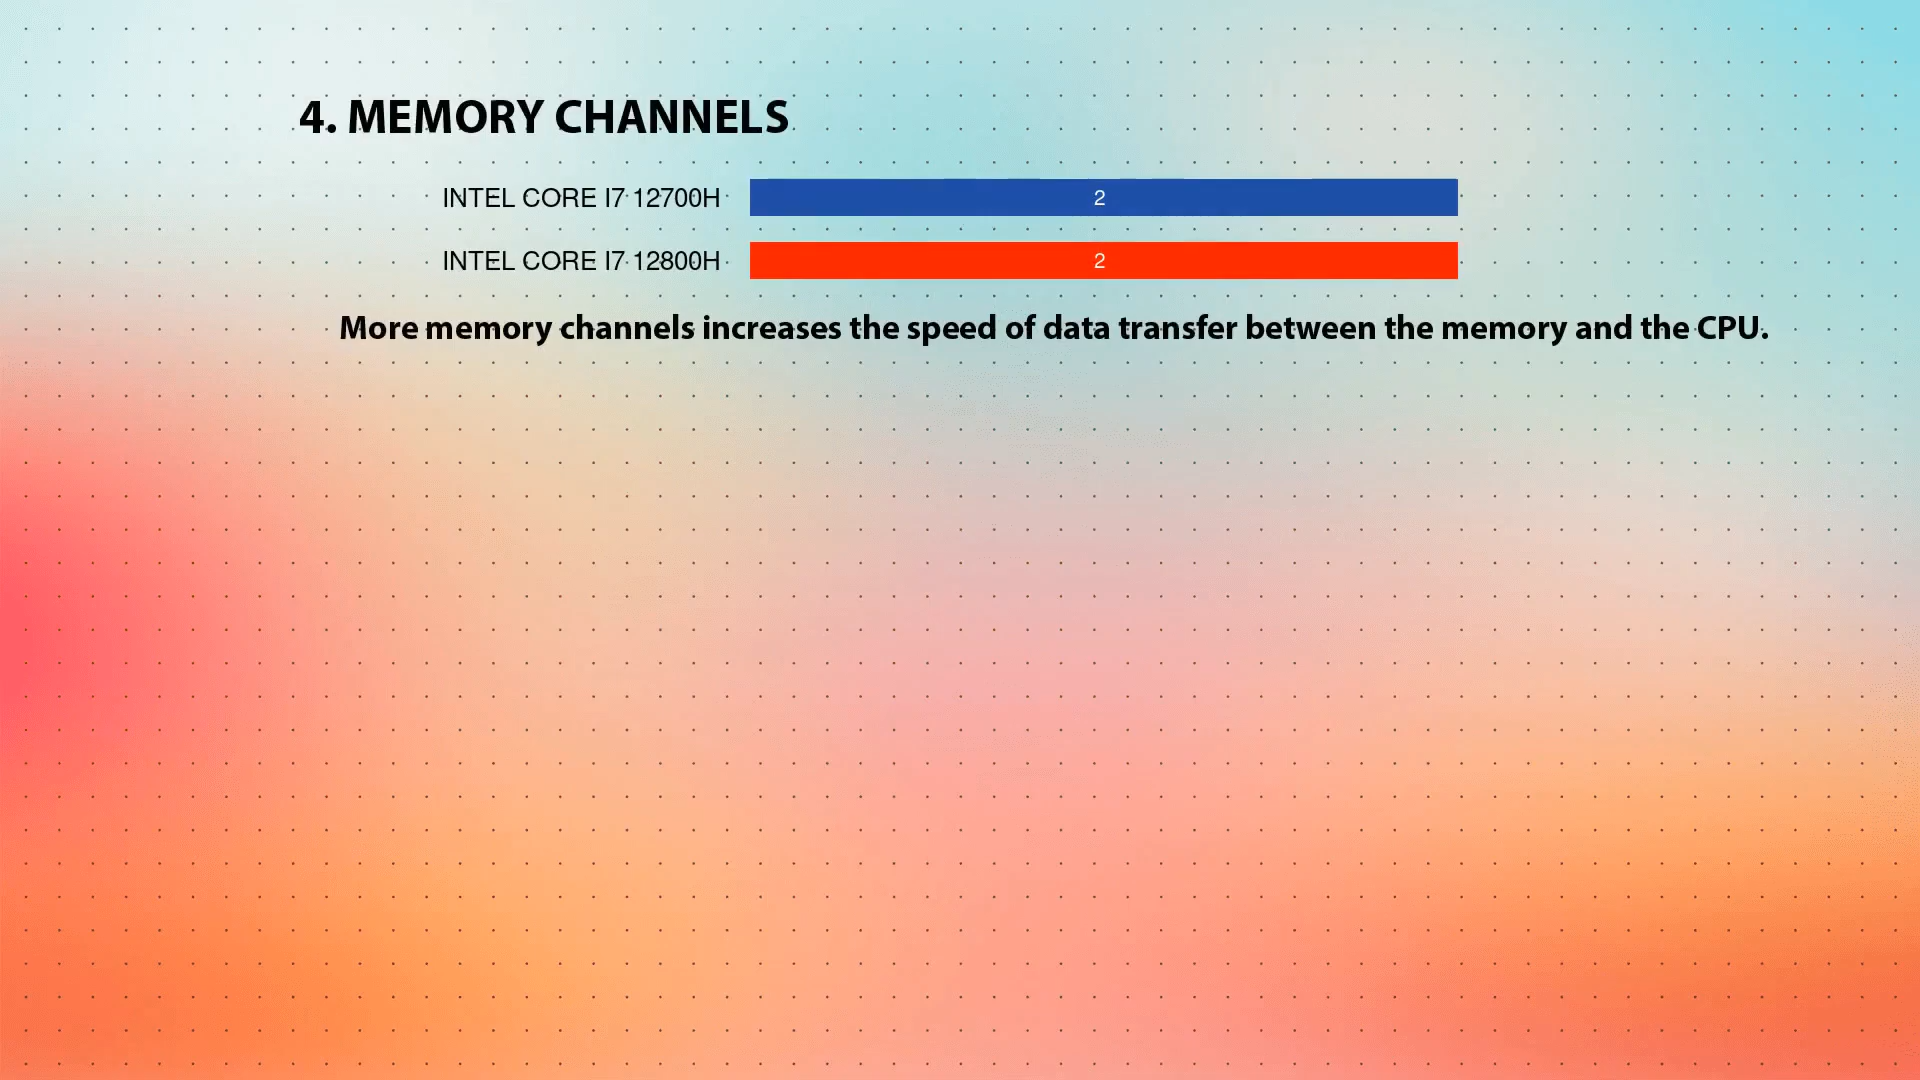 4. MEMORY CHANNELS
INTEL CORE I7 12700H 2
INTEL CORE I7 12800H 2
More memory channels increases the speed of data transfer between the memory and the CPU.